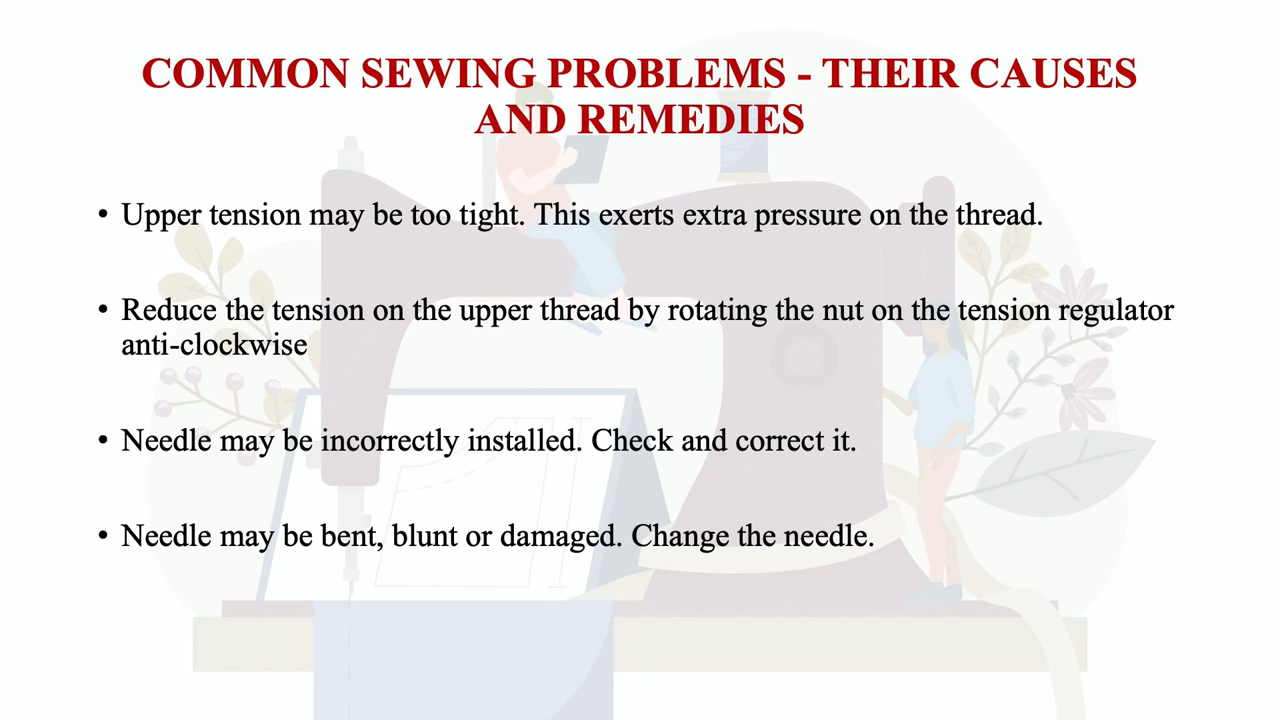 COMMON SEWING PROBLEMS - THEIR CAUSES
AND REMEDIES
• Upper tension may be too tight. This exerts extra pressure on the thread.
• Reduce the tension on the upper thread by rotating the nut on the tension regulator
anti-clockwise
• Needle may be incorrectly installed. Check and correct it.
• Needle may be bent, blunt or damaged. Change the needle.